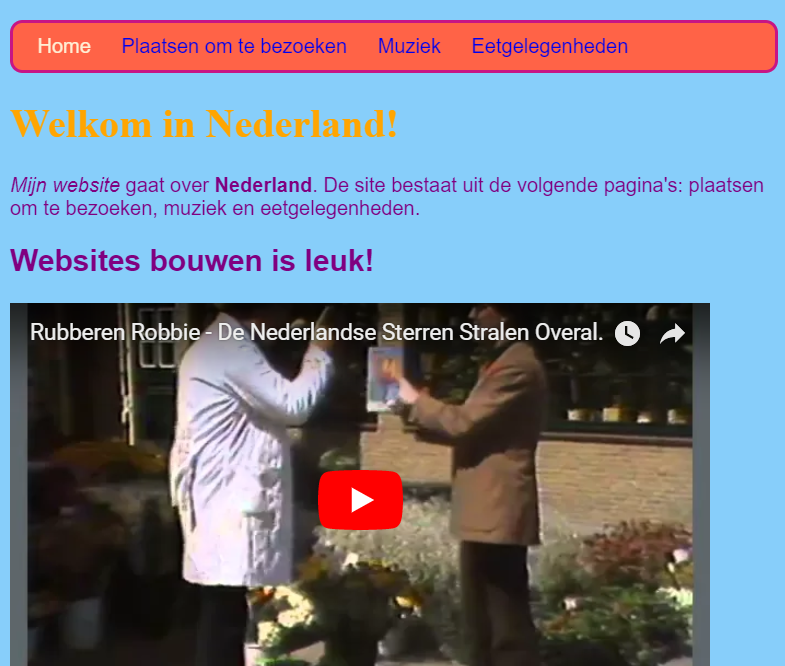 Home Plaatsen om te bezoeken Muziek Eetgelegenheden
Welkom in Nederland!
Mijn website gaat over Nederland. De site bestaat uit de volgende pagina's: plaatsen
om te bezoeken, muziek en eetgelegenheden.
Websites bouwen is leuk!
Rubberen Robbie - De Nederlandse Sterren Stralen Overal.